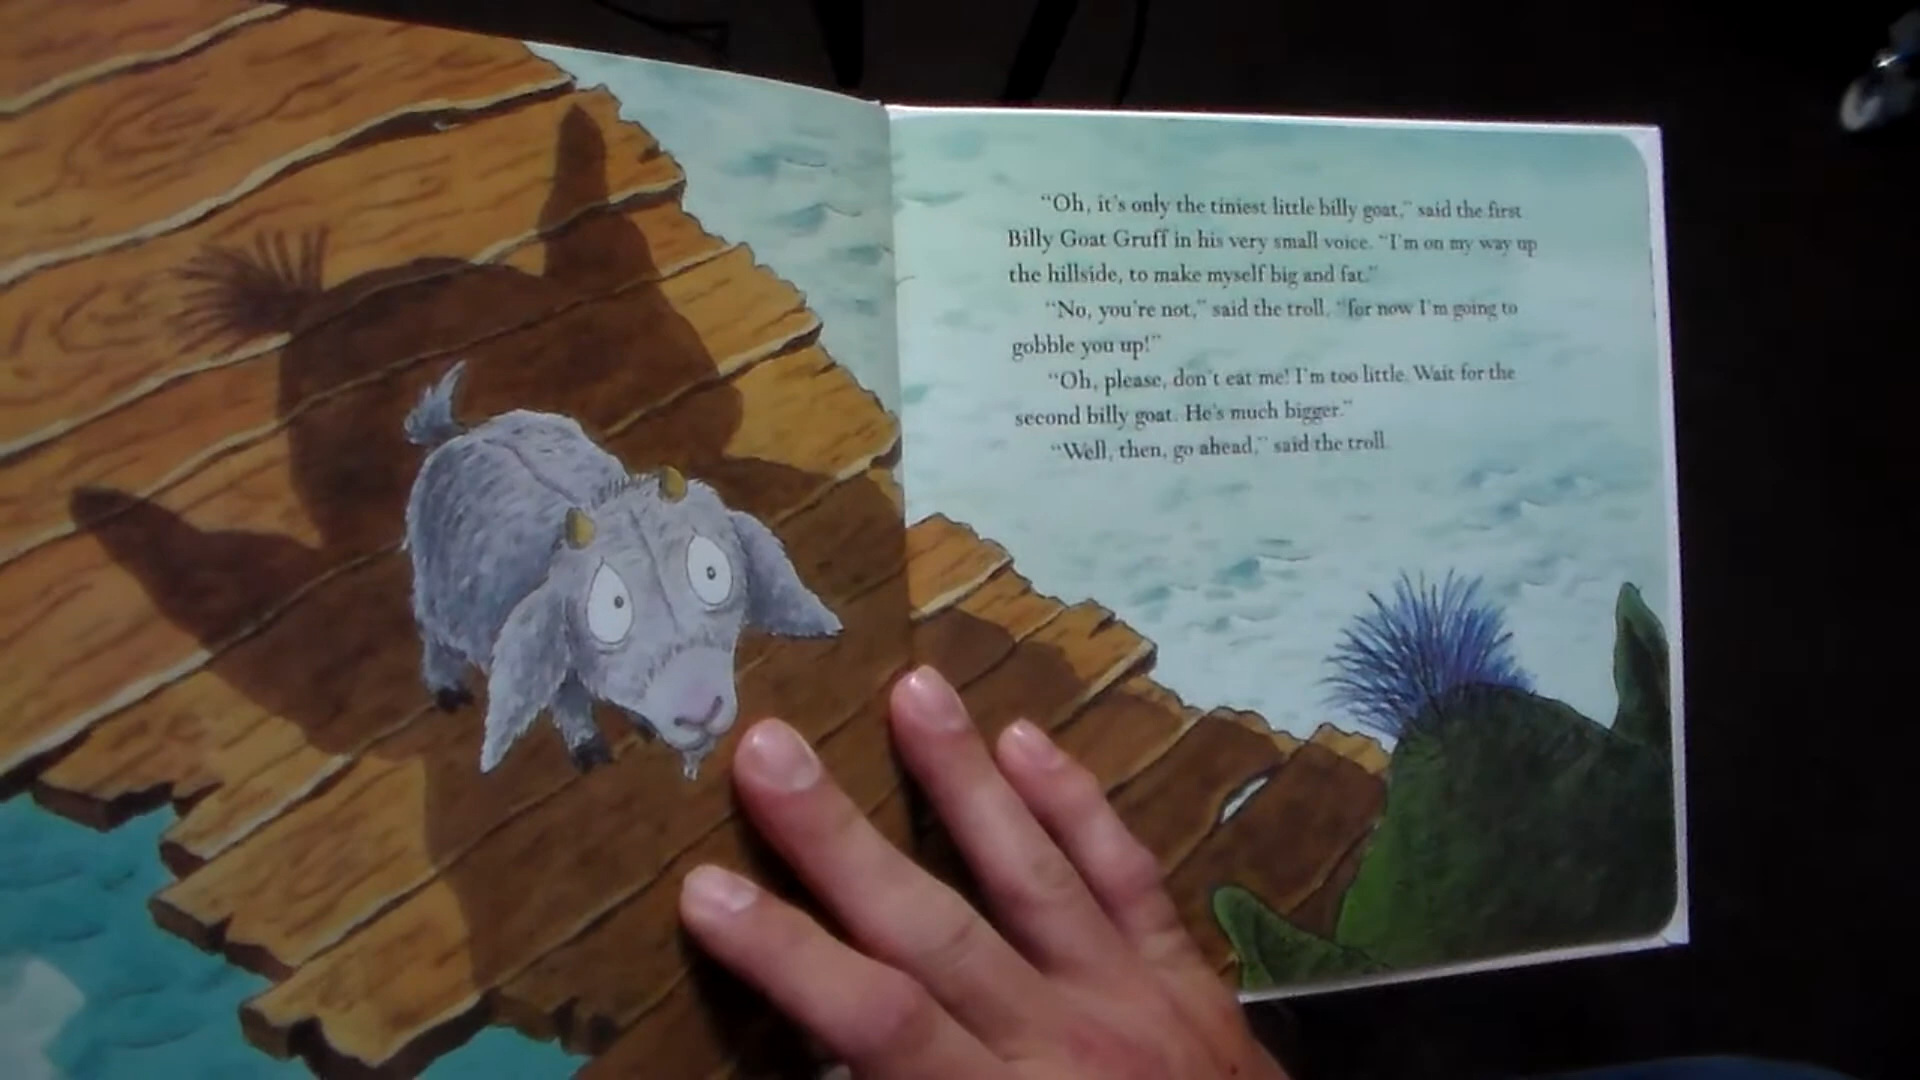 “Oh, it’s only the tiniest little billy goat,” said the first
Billy Goat Gruff in his very small voice. “I’m on my way up
the hillside, to make myself big and fat.”
“No, you’re not,” said the troll, “for now I’m going to
gobble you up!”
“Oh, please, don’t eat me! I’m too little. Wait for the
second billy goat. He’s much bigger.”
“Well, then, go ahead,” said the troll.